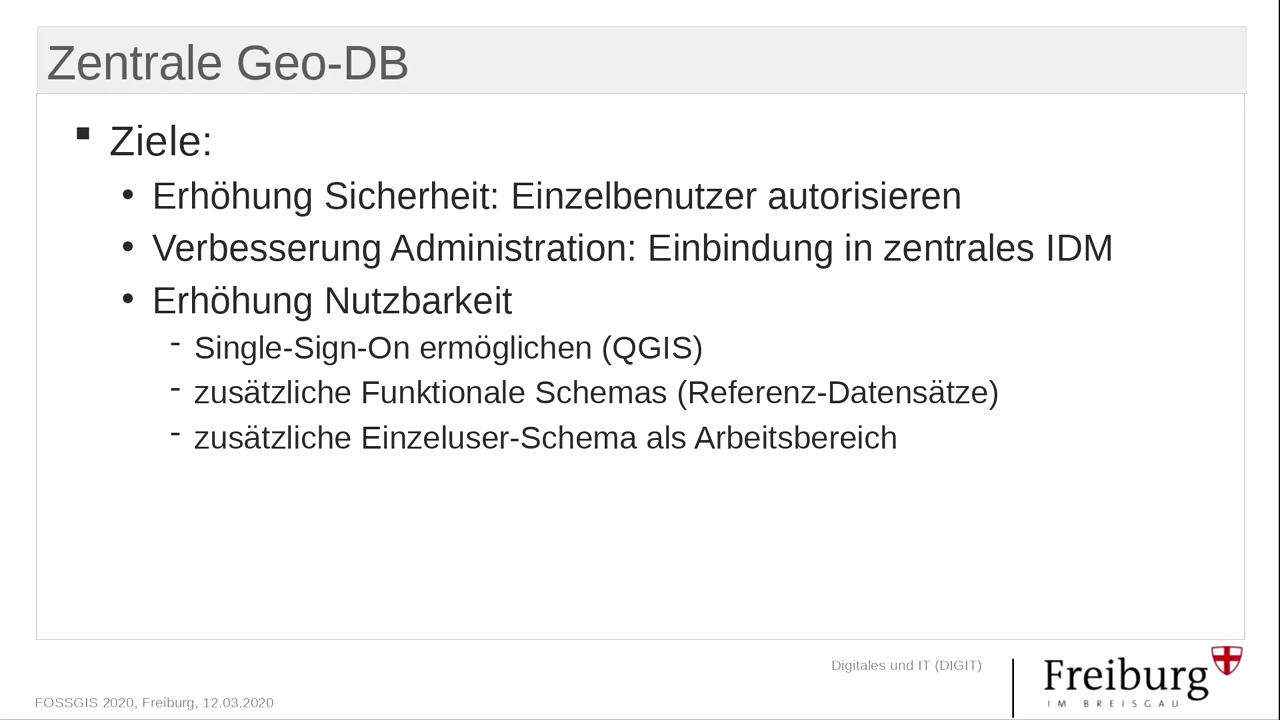 Zentrale Geo-DB
▪ Ziele:
• Erhöhung Sicherheit: Einzelbenutzer autorisieren
• Verbesserung Administration: Einbindung in zentrales IDM
• Erhöhung Nutzbarkeit
- Single-Sign-On ermöglichen (QGIS)
- zusätzliche Funktionale Schemas (Referenz-Datensätze)
- zusätzliche Einzeluser-Schema als Arbeitsbereich
Digitales und IT (DIGIT)
Freiburg
IM BREISGAU
FOSSGIS 2020, Freiburg, 12.03.2020